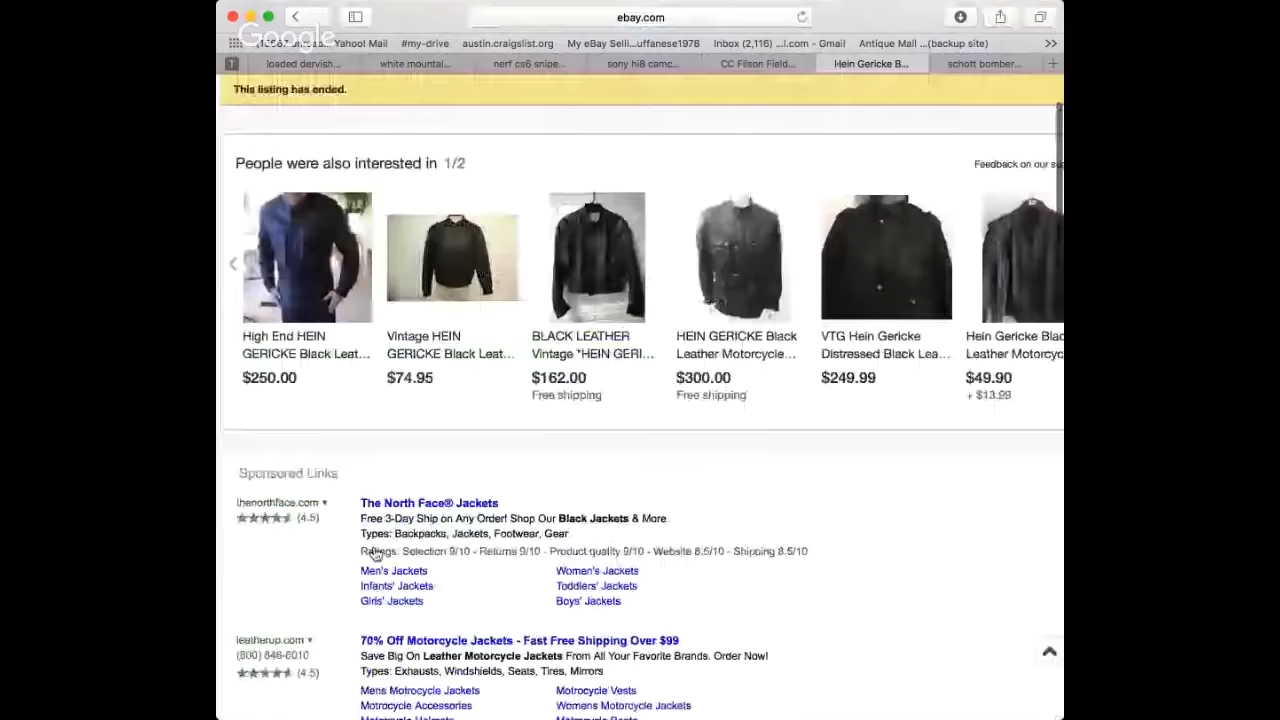 ebay.com
Google
Yahoo! Mail
#my-drive
austin.craigslist.org
My eBay Selli...uffanese1978
Inbox (2,116) ...l.com - Gmail
Antique Mall ...(backup site)
>>
T
loaded dervish...
white mountai...
nerf cs6 snipe...
sony hi8 camc...
CC Filson Field...
Hein Gericke B...
schott bomber...
+
This listing has ended.
People were also interested in 1/2
Feedback on our
High End HEIN
GERICKE Black Leat...
$250.00
Vintage HEIN
GERICKE Black Leat...
$74.95
BLACK LEATHER
Vintage "HEIN GERI...
$162.00
Free shipping
HEIN GERICKE Black
Leather Motorcycle...
$300.00
Free shipping
VTG Hein Gericke
Distressed Black Lea...
$249.99
Hein Gericke Blac
Leather Motorcyc
$49.90
+ $13.99
Sponsored Links
thenorthface.com
(4.5)
The North Face® Jackets
Free 3-Day Ship on Any Order! Shop Our Black Jackets & More
Types: Backpacks, Jackets, Footwear, Gear
Ratings: Selection 9/10 - Returns 9/10 - Product quality 9/10 - Website 8.5/10 - Shipping 8.5/10
Men's Jackets
Women's Jackets
Infants' Jackets
Toddlers' Jackets
Girls' Jackets
Boys' Jackets
leatherup.com
(4.5)
70% Off Motorcycle Jackets - Fast Free Shipping Over $99
Save Big On Leather Motorcycle Jackets From All Your Favorite Brands. Order Now!
Types: Exhausts, Windshields, Seats, Tires, Mirrors
Mens Motrocycle Jackets
Motrocycle Vests
Motrocycle Accessories
Womens Motorcycle Jackets